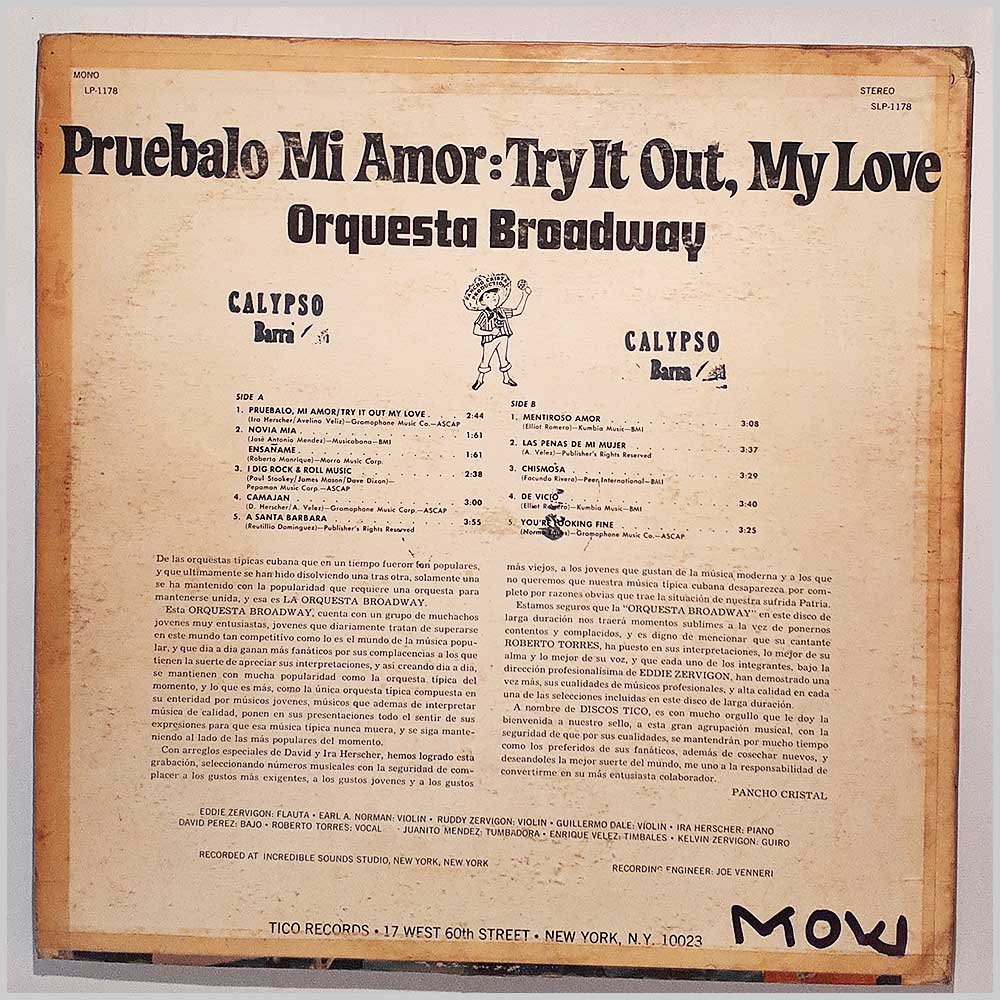 MONO
LP-1178
STEREO
SLP-1178
Pruebalo Mi Amor: Try It Out, My Love
Orquesta Broadway
PANCHO CRISTAL
PRODUCTION
CALYPSO
CALYPSO
SIDE A
1. PRUEBALO, MI AMOR/TRY IT OUT MY LOVE . . . . 2:44
(Ira Herscher/Avelino Veliz)—Gromophone Music Co.—ASCAP
2. NOVIA MIA . . . . 1:61
(José Antonio Mendez)—Musicabana—BMI
ENSAÑAME . . . . 1:61
(Roberto Manrique)—Morro Music Corp.
3. I DIG ROCK & ROLL MUSIC . . . . 2:38
(Paul Stookey/James Mason/Dave Dixon)—
Pepamon Music Corp.—ASCAP
4. CAMAJAN . . . . 3:00
(D. Herscher/A. Velez)—Gromophone Music Corp.—ASCAP
5. A SANTA BARBARA . . . . 3:55
(Reutillio Dominguez)—Publisher's Rights Reserved
SIDE B
1. MENTIROSO AMOR . . . . 3:08
(Elliot Romero)—Kumbia Music—BMI
2. LAS PENAS DE MI MUJER . . . . 3:37
(A. Velez)—Publisher's Rights Reserved
3. CHISMOSA . . . . 3:29
(Facundo Rivero)—Peer International—BMI
4. DE VICIO . . . . 3:40
(Elliot Romero)—Kumbia Music—BMI
5. YOU'RE LOOKING FINE . . . . 3:25
Gromophone Music Co.—ASCAP
De las orquestas típicas cubana que en un tiempo fueron tan populares,
y que ultimamente se han hido disolviendo una tras otra, solamente una
se ha mantenido con la popularidad que requiere una orquesta para
mantenerse unida, y esa es LA ORQUESTA BROADWAY.
Esta ORQUESTA BROADWAY, cuenta con un grupo de muchachos
jovenes muy entusiastas, jovenes que diariamente tratan de superarse
en este mundo tan competitivo como lo es el mundo de la música popu-
lar, y que dia a dia ganan más fanáticos por sus complacencias a los que
tienen la suerte de apreciar sus interpretaciones, y asi creando dia a dia,
se mantienen con mucha popularidad como la orquesta típica del
momento, y lo que es más, como la única orquesta típica compuesta en
su enteridad por músicos jovenes, músicos que ademas de interpretar
música de calidad, ponen en sus presentaciones todo el sentir de sus
expresiones para que esa música típica nunca muera, y se siga mante-
niendo al lado de las más populares del momento.
Con arreglos especiales de David y Ira Herscher, hemos logrado esta
grabación, seleccionando números musicales con la seguridad de com-
placer a los gustos más exigentes, a los gustos jovenes y a los gustos
más viejos, a los jovenes que gustan de la música moderna y a los que
no queremos que nuestra música típica cubana desaparezca por com-
pleto por razones obvias que trae la situación de nuestra sufrida Patria.
Estamos seguros que la "ORQUESTA BROADWAY" en este disco de
larga duración nos traerá momentos sublimes a la vez de ponernos
contentos y complacidos, y es digno de mencionar que su cantante
ROBERTO TORRES, ha puesto en sus interpretaciones, lo mejor de su
alma y lo mejor de su voz, y que cada uno de los integrantes, bajo la
dirección profesionalísima de EDDIE ZERVIGON, han demostrado una
vez más, sus cualidades de músicos profesionales, y alta calidad en cada
una de las selecciones incluidas en este disco de larga duración.
A nombre de DISCOS TICO, es con mucho orgullo que le doy la
bienvenida a nuestro sello, a esta gran agrupación musical, con la
seguridad de que por sus cualidades, se mantendrán por mucho tiempo
como los preferidos de sus fanáticos, además de cosechar nuevos, y
deseandoles la mejor suerte del mundo, me uno a la responsabilidad de
convertirme en su más entusiasta colaborador.
PANCHO CRISTAL
EDDIE ZERVIGON: FLAUTA • EARL A. NORMAN: VIOLIN • RUDDY ZERVIGON: VIOLIN • GUILLERMO DALE: VIOLIN • IRA HERSCHER: PIANO
DAVID PEREZ: BAJO • ROBERTO TORRES: VOCAL • JUANITO MENDEZ: TUMBADORA • ENRIQUE VELEZ: TIMBALES • KELVIN ZERVIGON: GUIRO
RECORDED AT INCREDIBLE SOUNDS STUDIO, NEW YORK, NEW YORK
RECORDING ENGINEER: JOE VENNERI
TICO RECORDS • 17 WEST 60th STREET • NEW YORK, N.Y. 10023